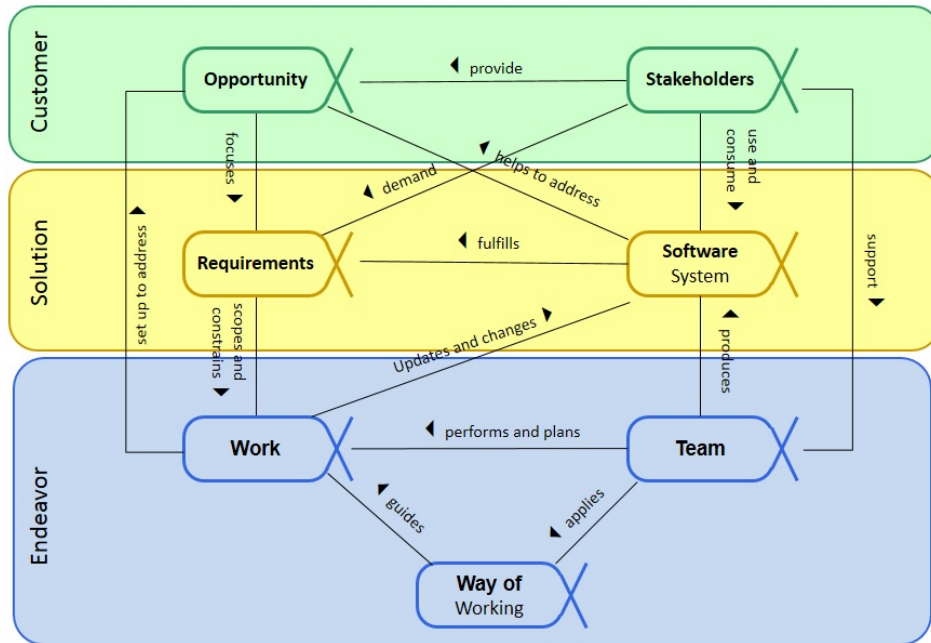 Customer
Opportunity
provide
Stakeholders
focuses
demand
helps to address
use and
consume
Solution
set up to address
Requirements
fulfills
Software
System
support
scopes and
constrains
Updates and changes
produces
Endeavor
Work
performs and plans
Team
guides
applies
Way of
Working